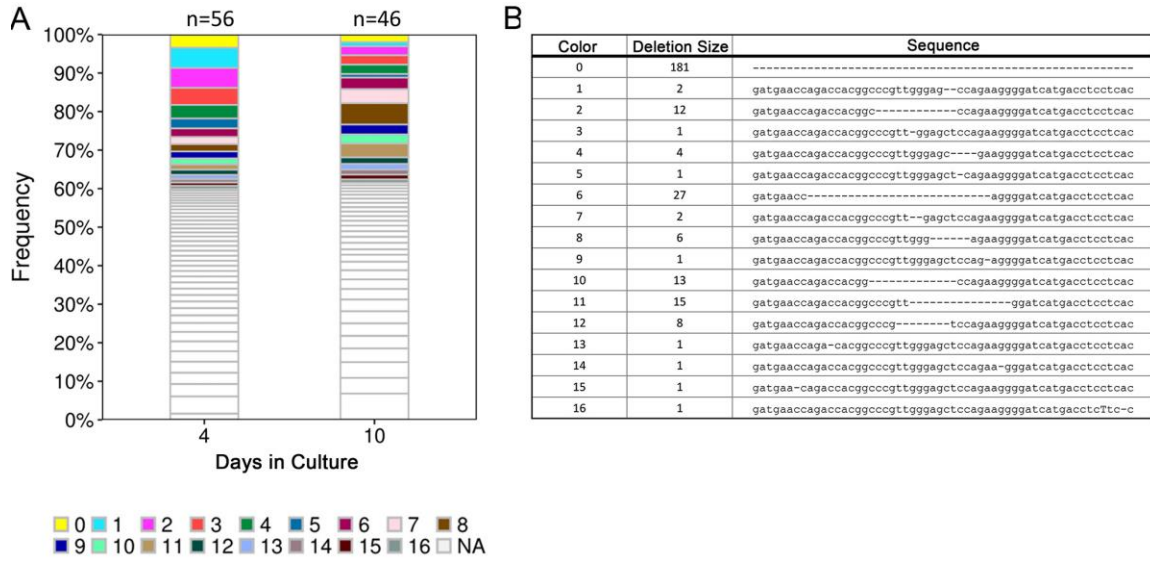 A
B
n=56 n=46
100%
90%
80%
70%
60%
50%
40%
30%
20%
10%
0%
Frequency
4 10
Days in Culture
0 1 2 3 4 5 6 7 8
9 10 11 12 13 14 15 16 NA
Color Deletion Size Sequence
0 181 --------------------------------------------------------
1 2 gatgaaccagaccacggcccgttgggag--ccagaaggggatcatgacctcctcac
2 12 gatgaaccagaccacggc------------ccagaaggggatcatgacctcctcac
3 1 gatgaaccagaccacggcccgtt-ggagctccagaaggggatcatgacctcctcac
4 4 gatgaaccagaccacggcccgttgggagc----gaaggggatcatgacctcctcac
5 1 gatgaaccagaccacggcccgttgggagct-cagaaggggatcatgacctcctcac
6 27 gatgaacc---------------------------aggggatcatgacctcctcac
7 2 gatgaaccagaccacggcccgtt--gagctccagaaggggatcatgacctcctcac
8 6 gatgaaccagaccacggcccgttggg------agaaggggatcatgacctcctcac
9 1 gatgaaccagaccacggcccgttgggagctccag-aggggatcatgacctcctcac
10 13 gatgaaccagaccacgg-------------ccagaaggggatcatgacctcctcac
11 15 gatgaaccagaccacggcccgtt---------------ggatcatgacctcctcac
12 8 gatgaaccagaccacggcccg--------tccagaaggggatcatgacctcctcac
13 1 gatgaaccaga-cacggcccgttgggagctccagaaggggatcatgacctcctcac
14 1 gatgaaccagaccacggcccgttgggagctccagaa-gggatcatgacctcctcac
15 1 gatgaa-cagaccacggcccgttgggagctccagaaggggatcatgacctcctcac
16 1 gatgaaccagaccacggcccgttgggagctccagaaggggatcatgacctcTtc-c